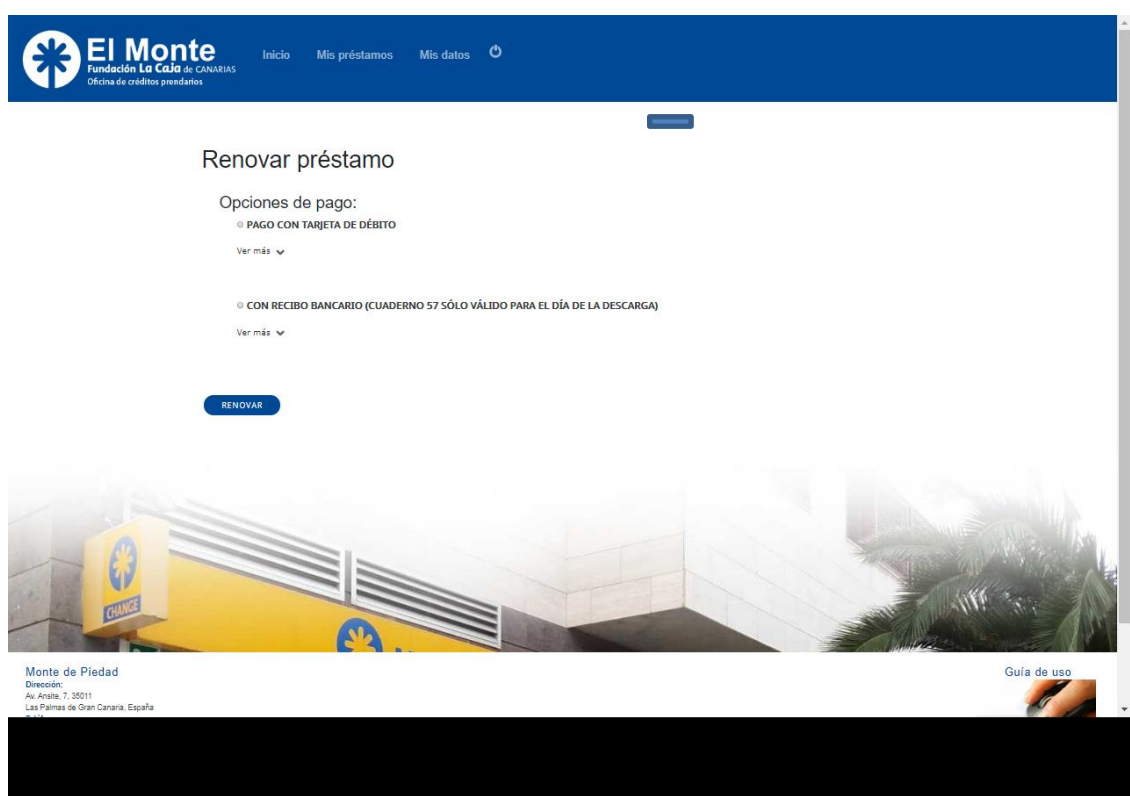 El Monte
Fundación La Caja de CANARIAS
Oficina de créditos prendarios
Inicio Mis préstamos Mis datos
Renovar préstamo
Opciones de pago:
PAGO CON TARJETA DE DÉBITO
Ver más
CON RECIBO BANCARIO (CUADERNO 57 SÓLO VÁLIDO PARA EL DÍA DE LA DESCARGA)
Ver más
RENOVAR
CHANGE
Monte de Piedad
Dirección:
Av. Ansite, 7, 35011
Las Palmas de Gran Canaria, España
Guía de uso